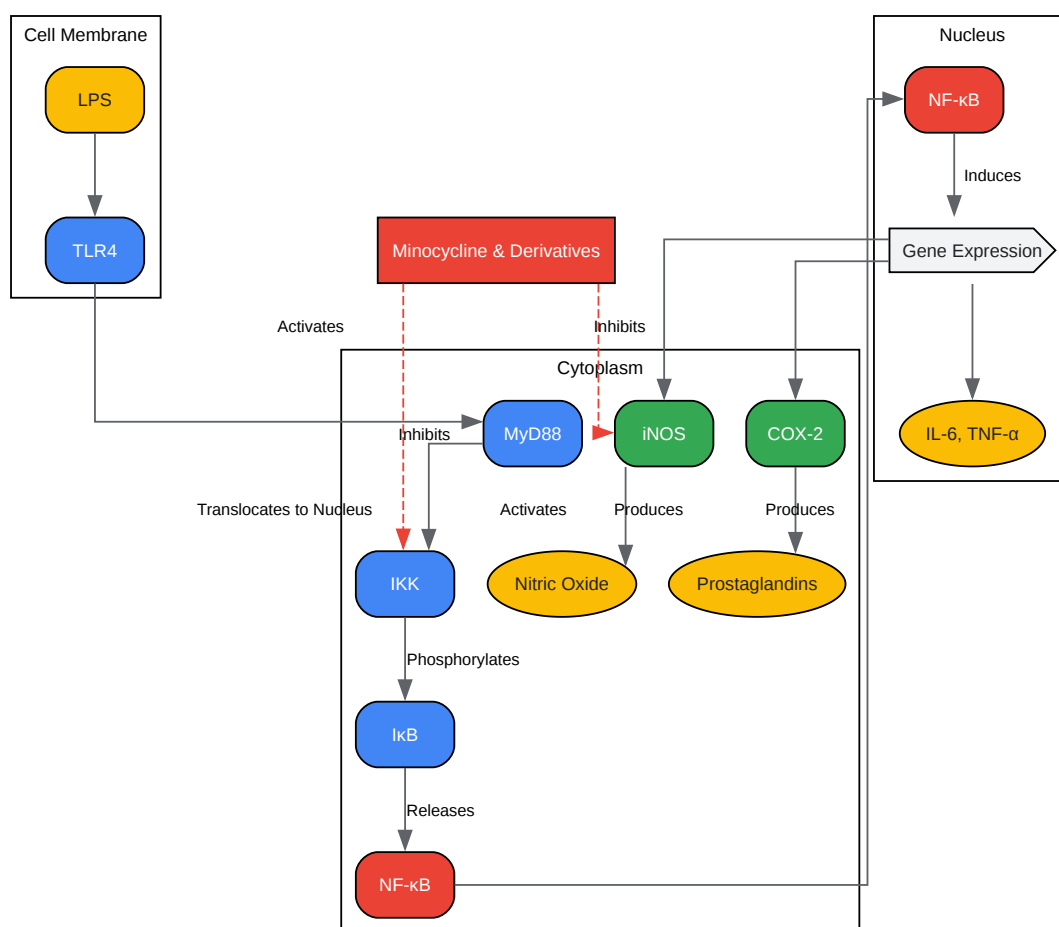 Cell Membrane
Nucleus
LPS
NF-κB
Induces
TLR4
Minocycline & Derivatives
Gene Expression
Activates
Inhibits
Cytoplasm
MyD88
iNOS
COX-2
IL-6, TNF-α
Inhibits
Translocates to Nucleus
Activates
Produces
Produces
IKK
Nitric Oxide
Prostaglandins
Phosphorylates
IκB
Releases
NF-κB